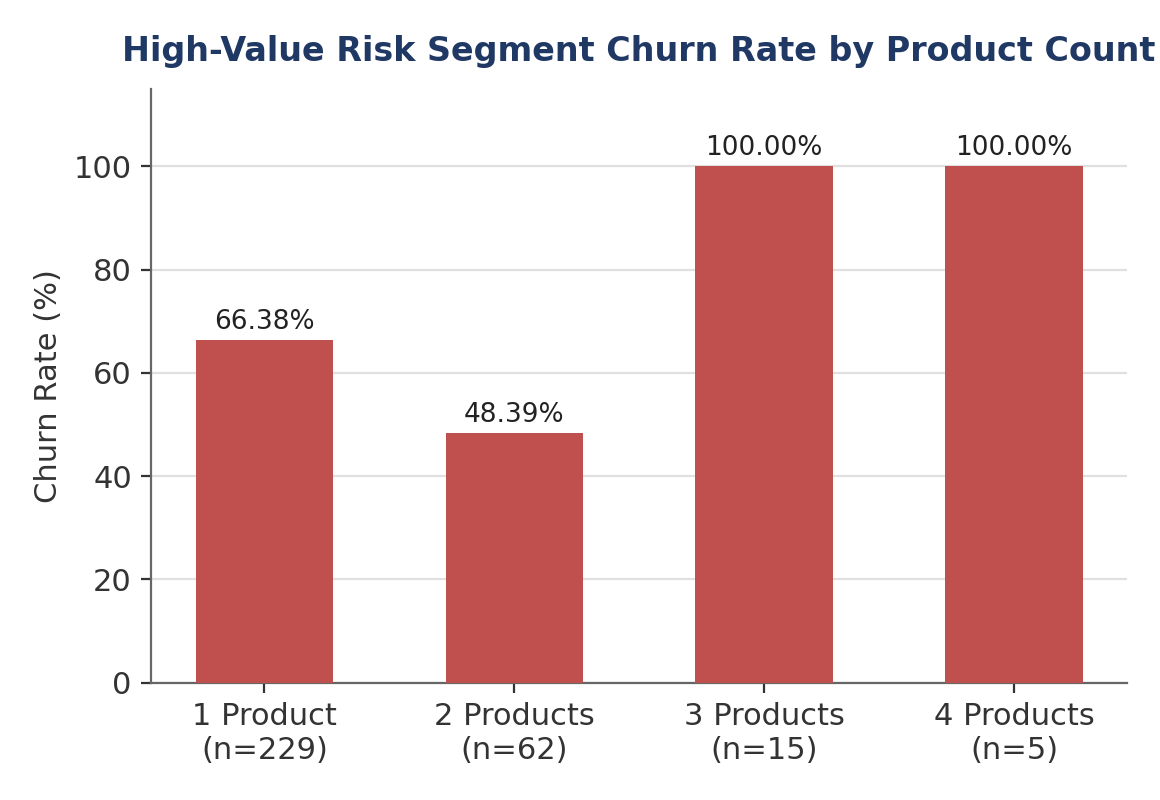 High-Value Risk Segment Churn Rate by Product Count
Churn Rate (%)
100
80
60
40
20
0
66.38%
48.39%
100.00%
100.00%
1 Product
(n=229)
2 Products
(n=62)
3 Products
(n=15)
4 Products
(n=5)